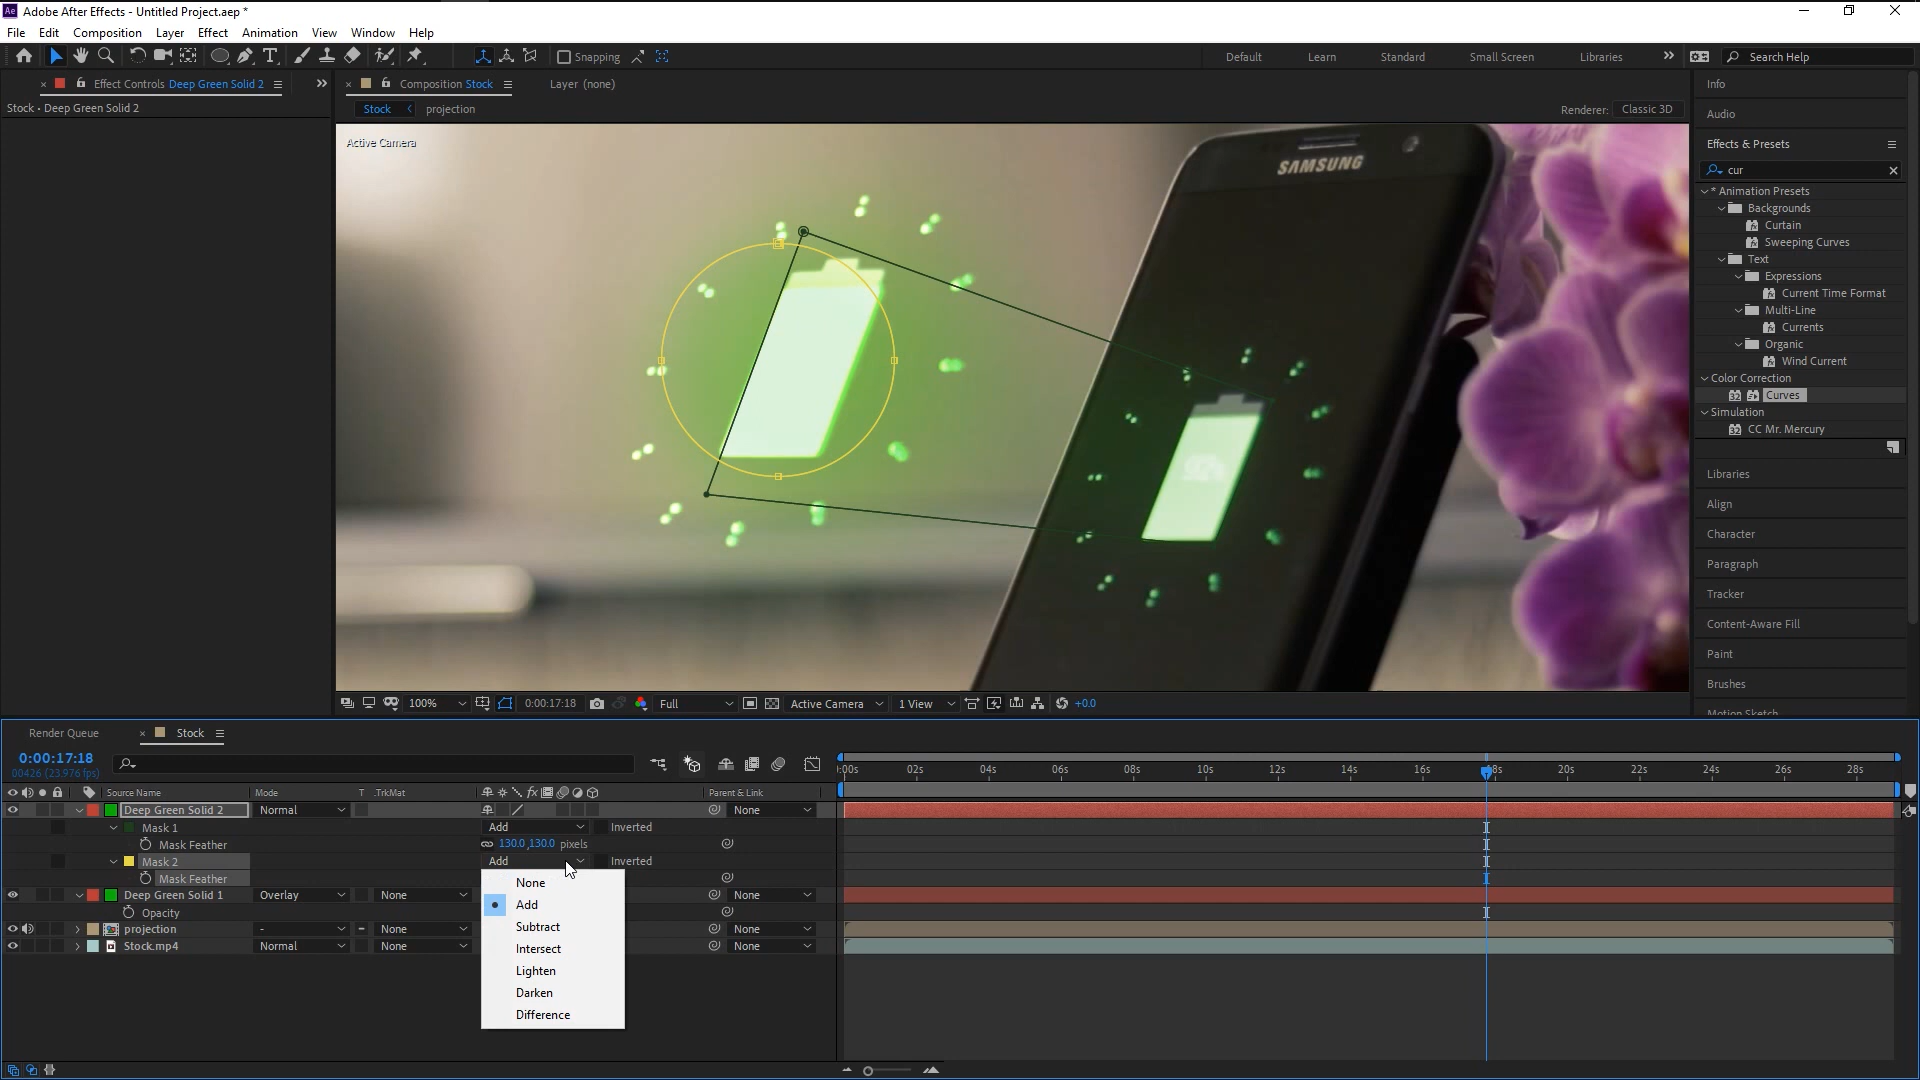 Ae Adobe After Effects - Untitled Project.aep *
File Edit Composition Layer Effect Animation View Window Help
Snapping Default Learn Standard Small Screen Libraries Search Help
Effect Controls Deep Green Solid 2
Composition Stock
Layer (none)
Stock • Deep Green Solid 2
Stock projection
Renderer: Classic 3D
Active Camera
SAMSUNG
Info
Audio
Effects & Presets
cur
* Animation Presets
Backgrounds
Curtain
Sweeping Curves
Text
Expressions
Current Time Format
Multi-Line
Currents
Organic
Wind Current
Color Correction
Curves
Simulation
CC Mr. Mercury
Libraries
Align
Character
Paragraph
Tracker
Content-Aware Fill
Paint
Brushes
Motion Sketch
100% 0:00:17:18 Full Active Camera 1 View +0.0
Render Queue Stock
0:00:17:18
00426 (23.976 fps)
:00s 02s 04s 06s 08s 10s 12s 14s 16s 18s 20s 22s 24s 26s 28s
Source Name Mode T .TrkMat Parent & Link
Deep Green Solid 2 Normal None
Mask 1 Add Inverted
Mask Feather 130.0,130.0 pixels
Mask 2 Add Inverted
Mask Feather
Deep Green Solid 1 Overlay None None
Opacity
projection - None None
Stock.mp4 Normal None None
None
Add
Subtract
Intersect
Lighten
Darken
Difference